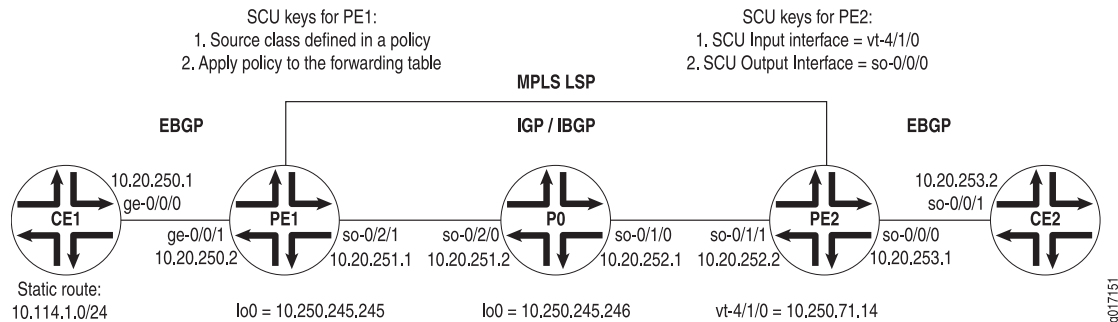 SCU keys for PE1:
1. Source class defined in a policy
2. Apply policy to the forwarding table
SCU keys for PE2:
1. SCU Input interface = vt-4/1/0
2. SCU Output Interface = so-0/0/0
MPLS LSP
EBGP
IGP / IBGP
EBGP
10.20.250.1
ge-0/0/0
10.20.253.2
so-0/0/1
CE1
PE1
P0
PE2
CE2
ge-0/0/1
10.20.250.2
so-0/2/1
10.20.251.1
so-0/2/0
10.20.251.2
so-0/1/0
10.20.252.1
so-0/1/1
10.20.252.2
so-0/0/0
10.20.253.1
Static route:
10.114.1.0/24
lo0 = 10.250.245.245
lo0 = 10.250.245.246
vt-4/1/0 = 10.250.71.14
g017151